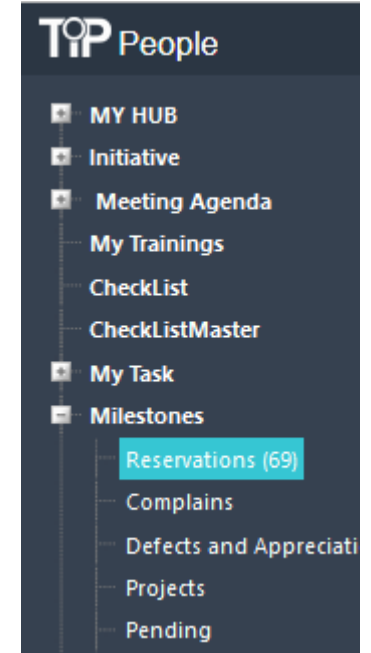 TiP People
MY HUB
Initiative
Meeting Agenda
My Trainings
CheckList
CheckListMaster
My Task
Milestones
Reservations (69)
Complains
Defects and Appreciati
Projects
Pending